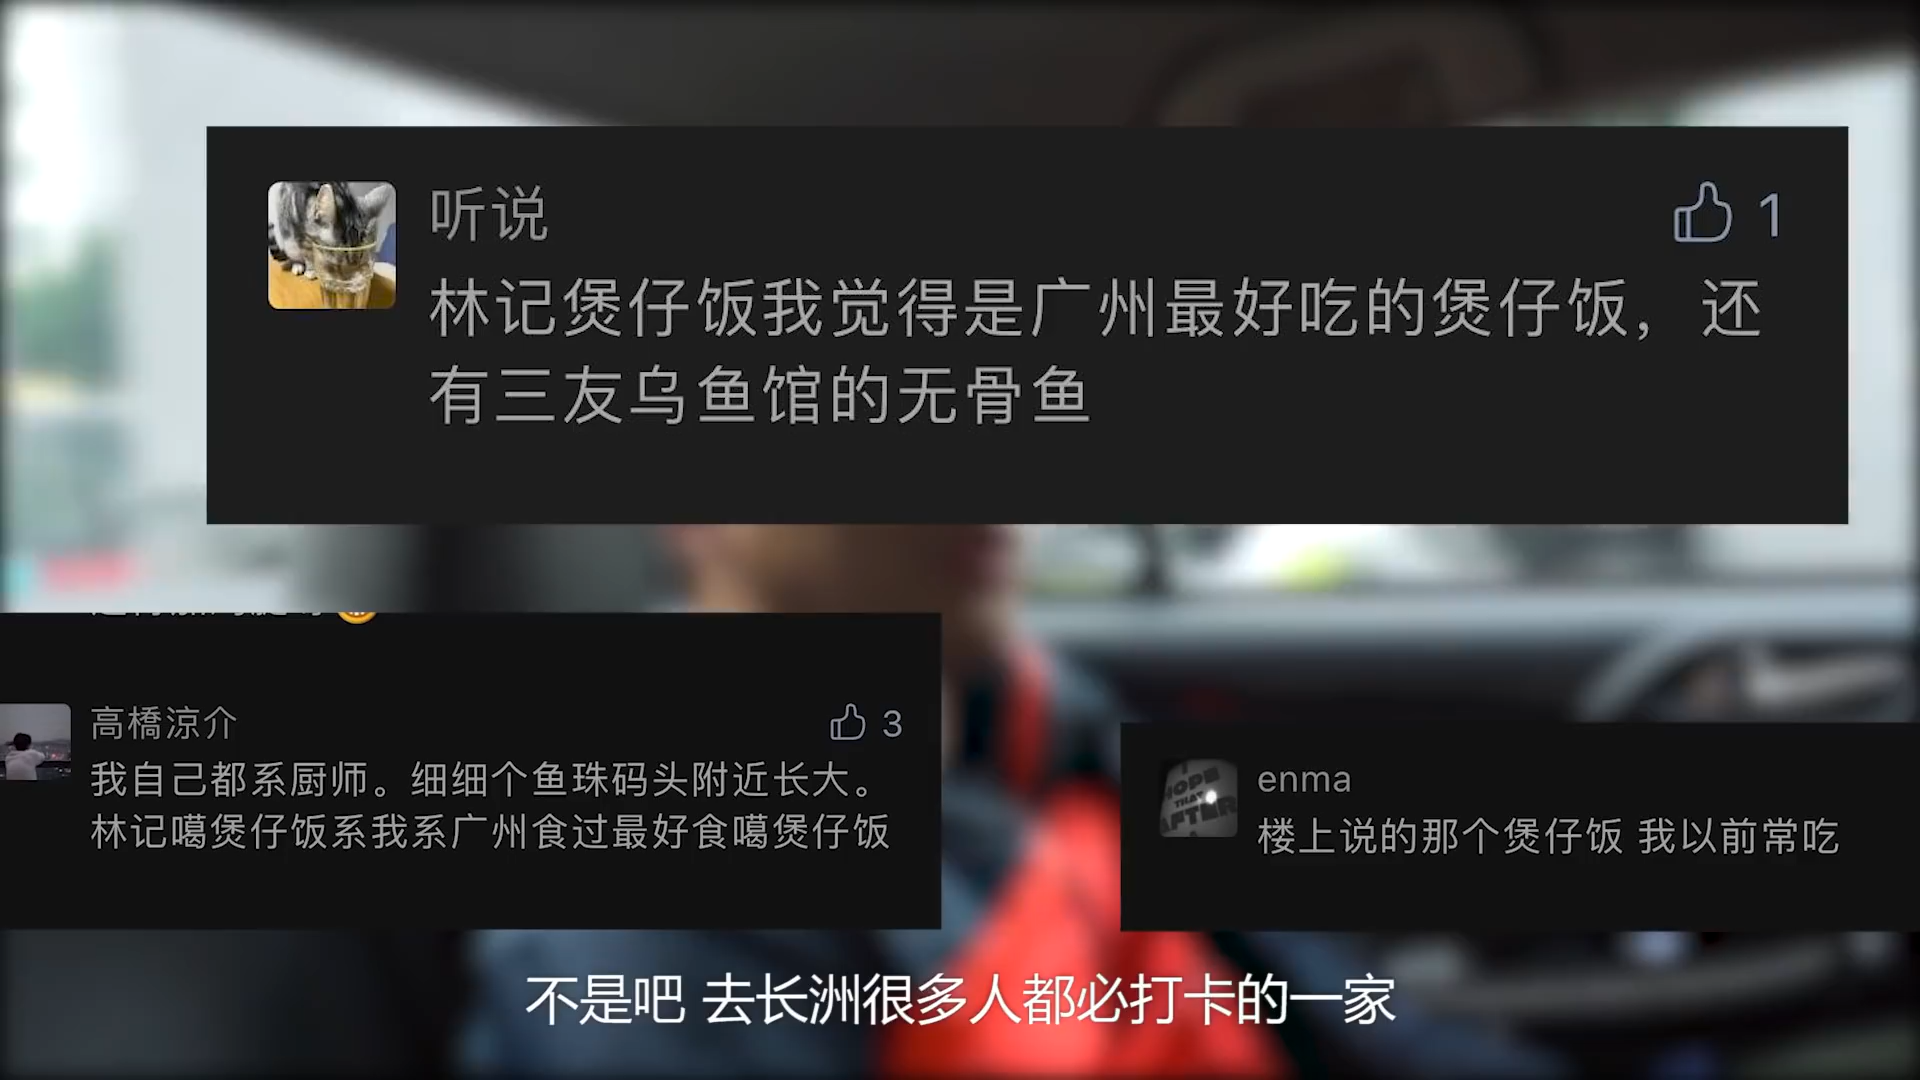 听说
1
林记煲仔饭我觉得是广州最好吃的煲仔饭，还
有三友乌鱼馆的无骨鱼
高橋涼介
3
我自己都系厨师。细细个鱼珠码头附近长大。
林记噶煲仔饭系我系广州食过最好食噶煲仔饭
HOPE
THAT
AFTER
enma
楼上说的那个煲仔饭 我以前常吃
不是吧 去长洲很多人都必打卡的一家